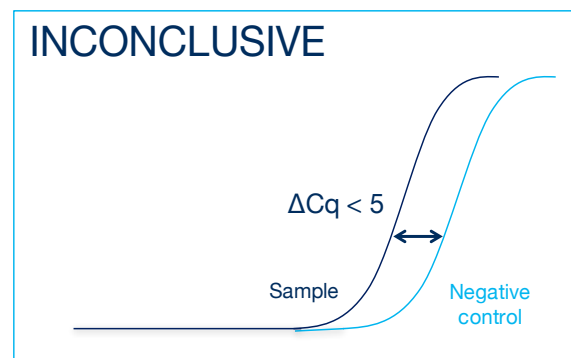 INCONCLUSIVE
ΔCq < 5
Sample
Negative
control